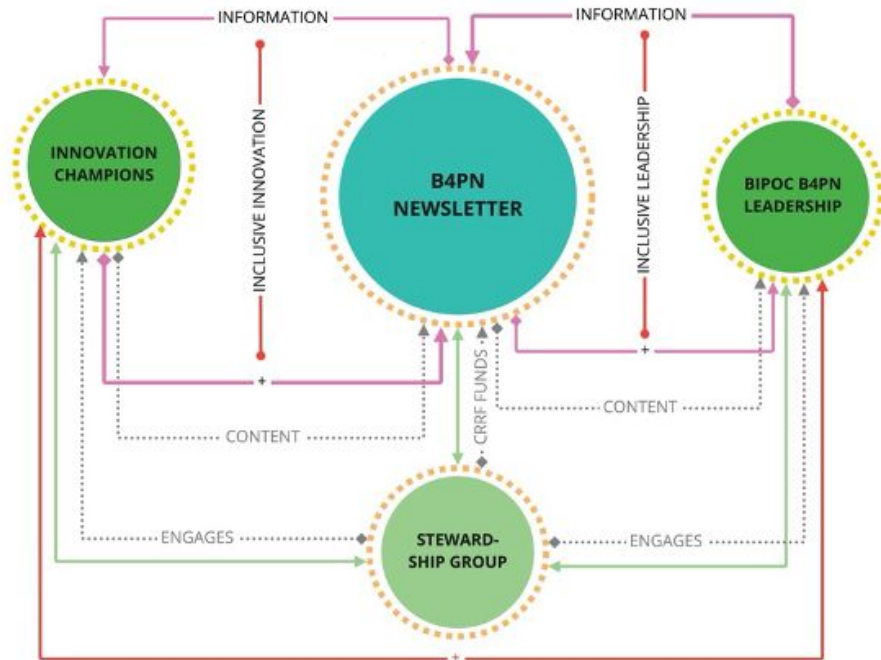 INFORMATION
INFORMATION
INNOVATION
CHAMPIONS
INCLUSIVE INNOVATION
B4PN
NEWSLETTER
INCLUSIVE LEADERSHIP
BIPOC B4PN
LEADERSHIP
+
+
CONTENT
CRRF FUNDS
CONTENT
ENGAGES
STEWARD-
SHIP GROUP
ENGAGES
+